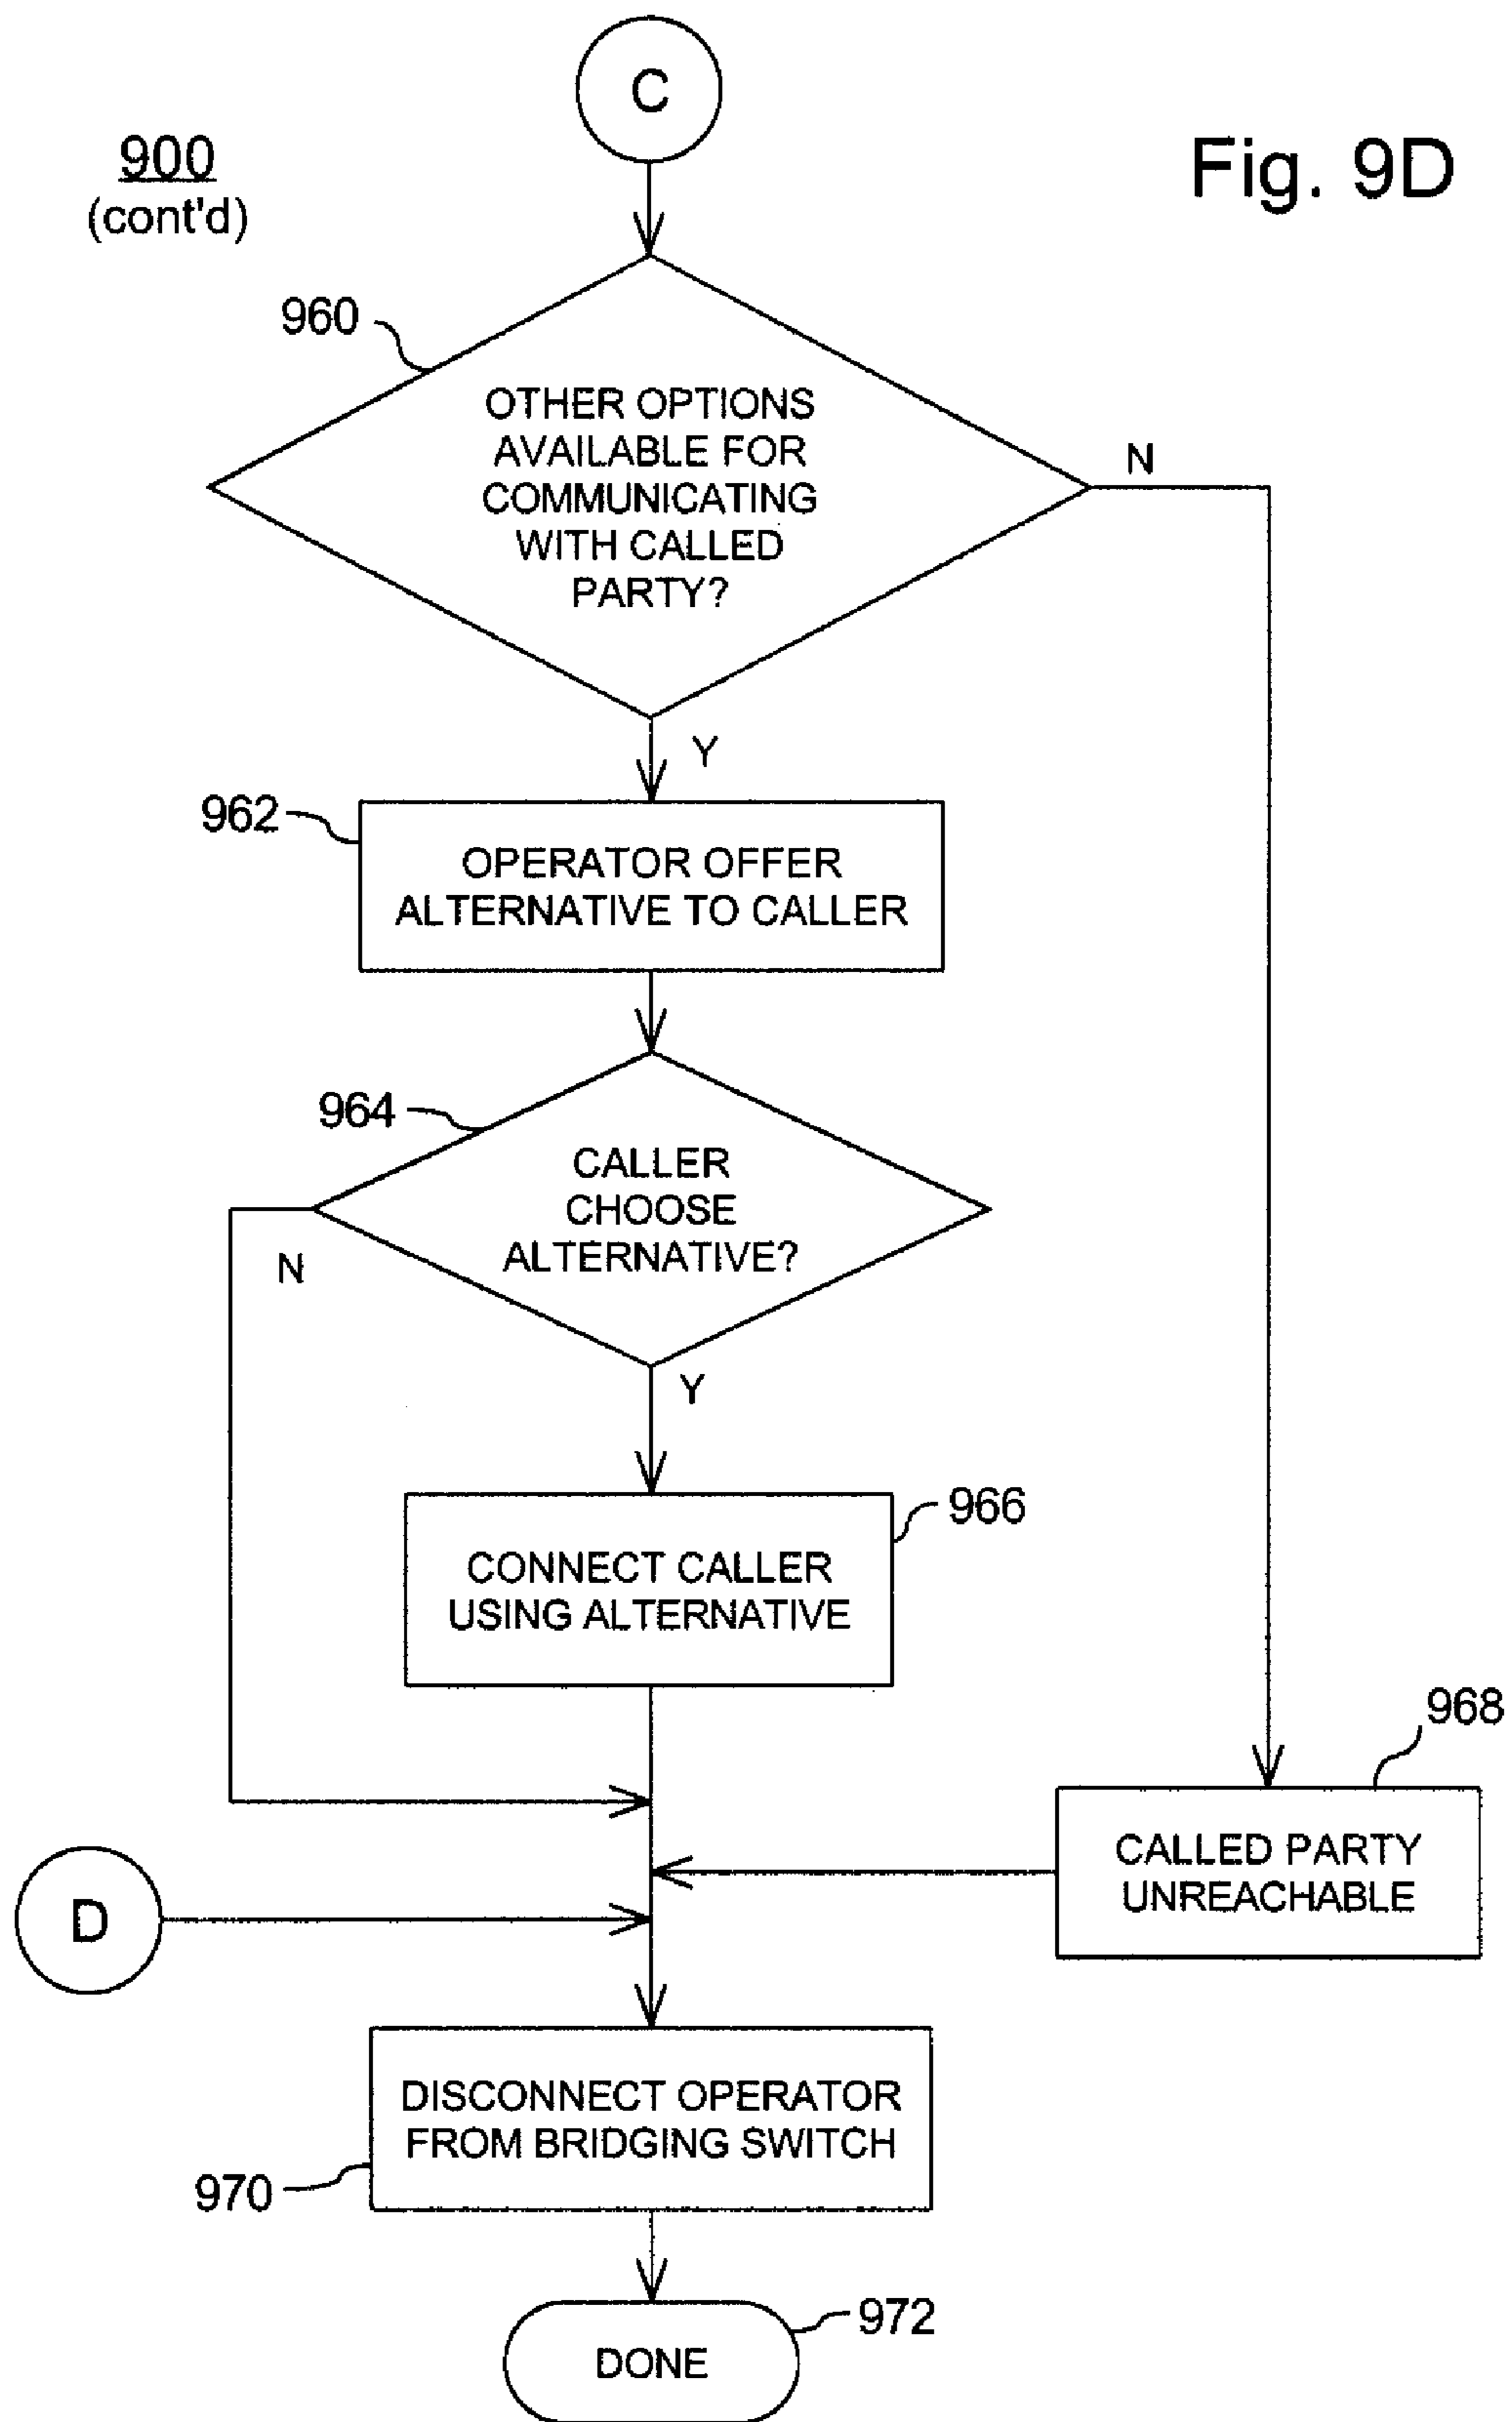 C
900
(cont'd)
Fig. 9D
960
OTHER OPTIONS
AVAILABLE FOR
COMMUNICATING
WITH CALLED
PARTY?
N
Y
962
OPERATOR OFFER
ALTERNATIVE TO CALLER
964
CALLER
CHOOSE
ALTERNATIVE?
N
Y
966
CONNECT CALLER
USING ALTERNATIVE
968
CALLED PARTY
UNREACHABLE
D
DISCONNECT OPERATOR
FROM BRIDGING SWITCH
970
972
DONE